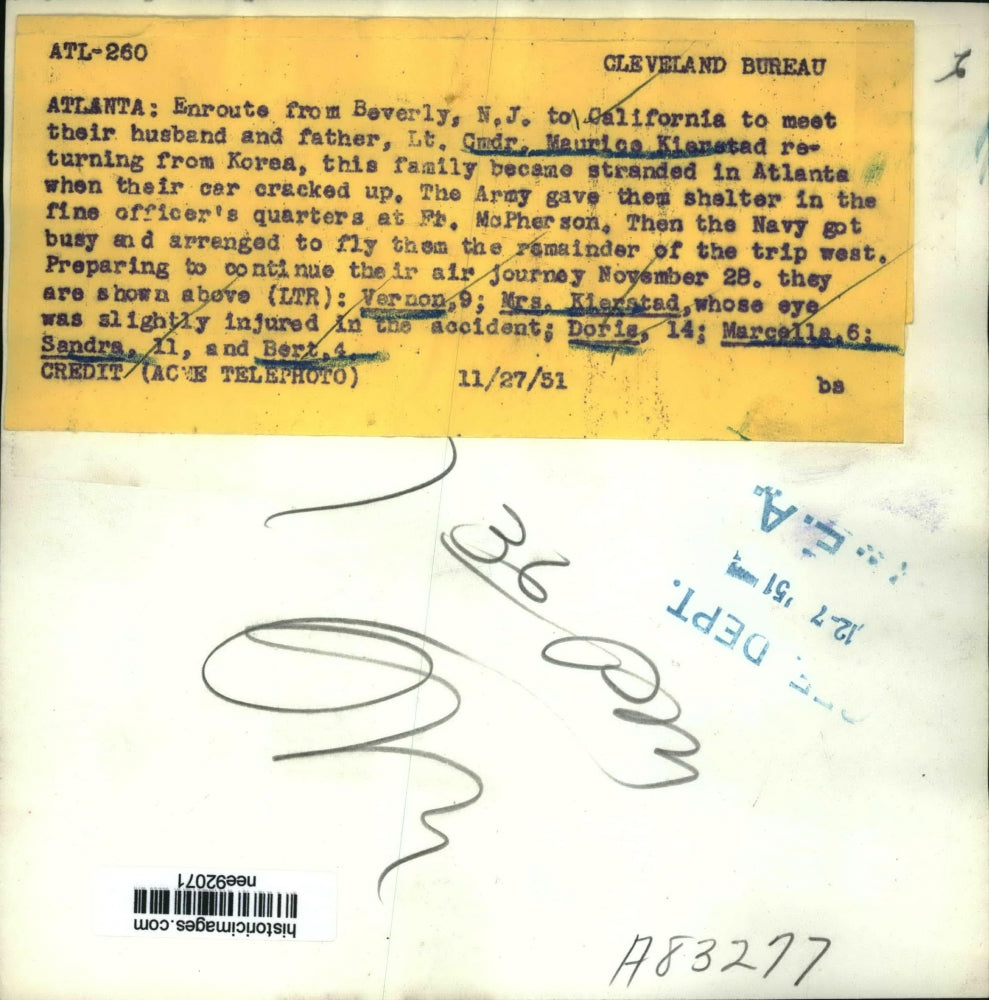 ATL-260
CLEVELAND BUREAU
ATLANTA: Enroute from Beverly, N.J. to California to meet
their husband and father, Lt. Cmdr. Maurice Kierstad re-
turning from Korea, this family became stranded in Atlanta
when their car cracked up. The Army gave them shelter in the
fine officer's quarters at Ft. McPherson. Then the Navy got
busy and arranged to fly them the remainder of the trip west.
Preparing to continue their air journey November 28. they
are shown above (LTR): Vernon,9; Mrs. Kierstad,whose eye
was slightly injured in the accident; Doris, 14; Marcella,6;
Sandra, 11, and Bert,4.
CREDIT (ACME TELEPHOTO) 11/27/51 bs
36
E.A.
12-7 '51
DEPT.
historicimages.com
nee92071
A83277